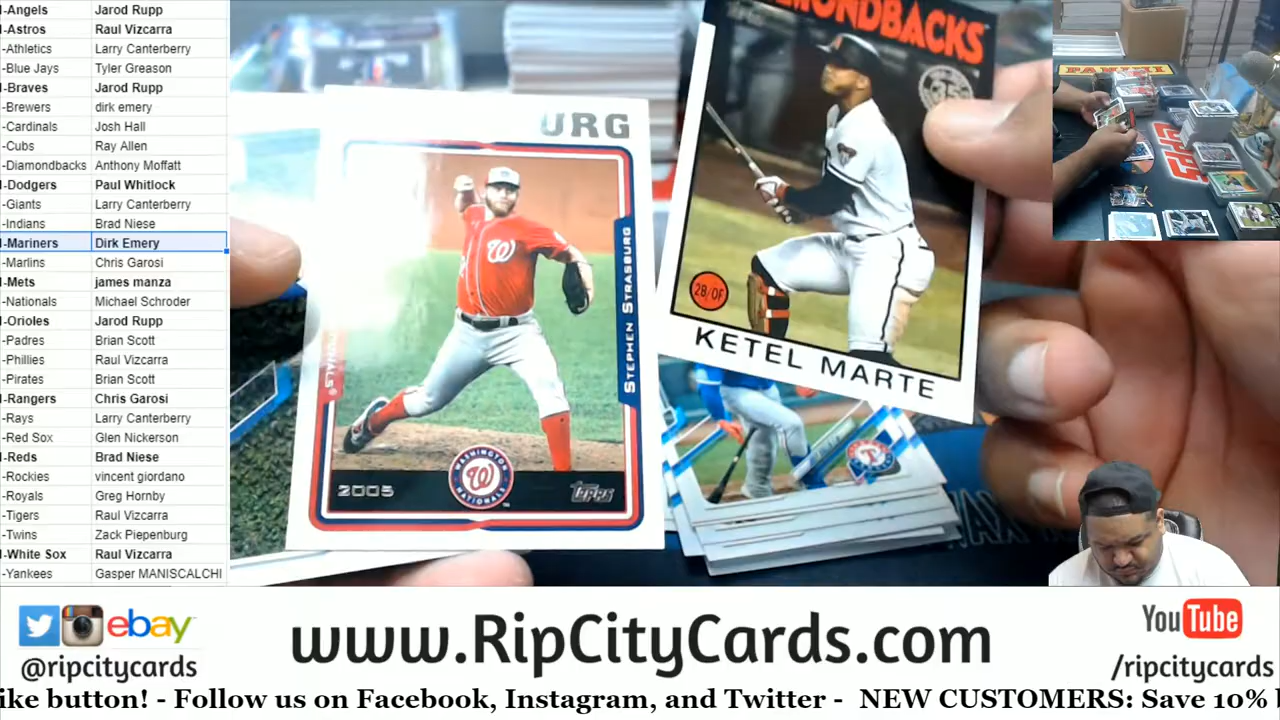 I-Angels Jarod Rupp
I-Astros Raul Vizcarra
-Athletics Larry Canterberry
-Blue Jays Tyler Greason
I-Braves Jarod Rupp
-Brewers dirk emery
-Cardinals Josh Hall
-Cubs Ray Allen
-Diamondbacks Anthony Moffatt
I-Dodgers Paul Whitlock
-Giants Larry Canterberry
-Indians Brad Niese
I-Mariners Dirk Emery
-Marlins Chris Garosi
I-Mets james manza
-Nationals Michael Schroder
I-Orioles Jarod Rupp
-Padres Brian Scott
-Phillies Raul Vizcarra
-Pirates Brian Scott
I-Rangers Chris Garosi
-Rays Larry Canterberry
-Red Sox Glen Nickerson
I-Reds Brad Niese
-Rockies vincent giordano
-Royals Greg Hornby
-Tigers Raul Vizcarra
-Twins Zack Piepenburg
I-White Sox Raul Vizcarra
-Yankees Gasper MANISCALCHI
URG
STEPHEN STRASBURG
WASHINGTON
W
NATIONALS
2005
Topps
MONDBACKS
35
28/OF
KETEL MARTE
PANINI
ebay
@ripcitycards
www.RipCityCards.com
YouTube
/ripcitycards
ike button! - Follow us on Facebook, Instagram, and Twitter - NEW CUSTOMERS: Save 10%